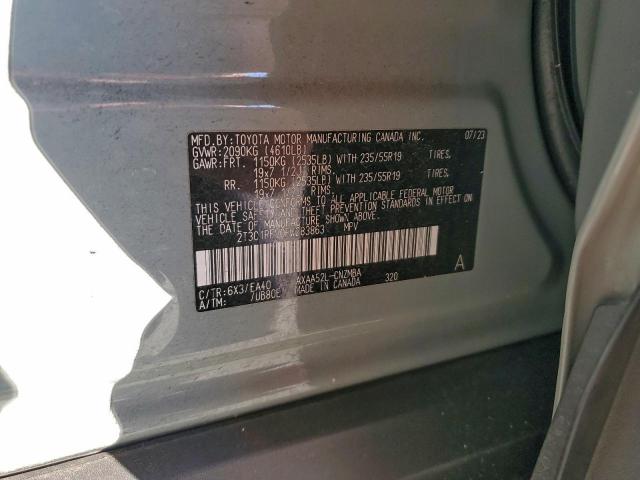 MFD.BY:TOYOTA MOTOR MANUFACTURING CANADA INC. 07/23
GVWR:2090KG (4610LB)
GAWR:FRT. 1150KG (2535LB) WITH 235/55R19 TIRES,
19x7 1/2J RIMS.
RR. 1150KG (2535LB) WITH 235/55R19 TIRES,
19x7 RIMS.
THIS VEHICLE CONFORMS TO ALL APPLICABLE FEDERAL MOTOR
VEHICLE SAFETY AND THEFT PREVENTION STANDARDS IN EFFECT ON
THE DATE OF MANUFACTURE SHOWN ABOVE.
MPV
C/TR:6X3/EA40 AXAA52L-CNZMBA 320
A/TM: MADE IN CANADA
A